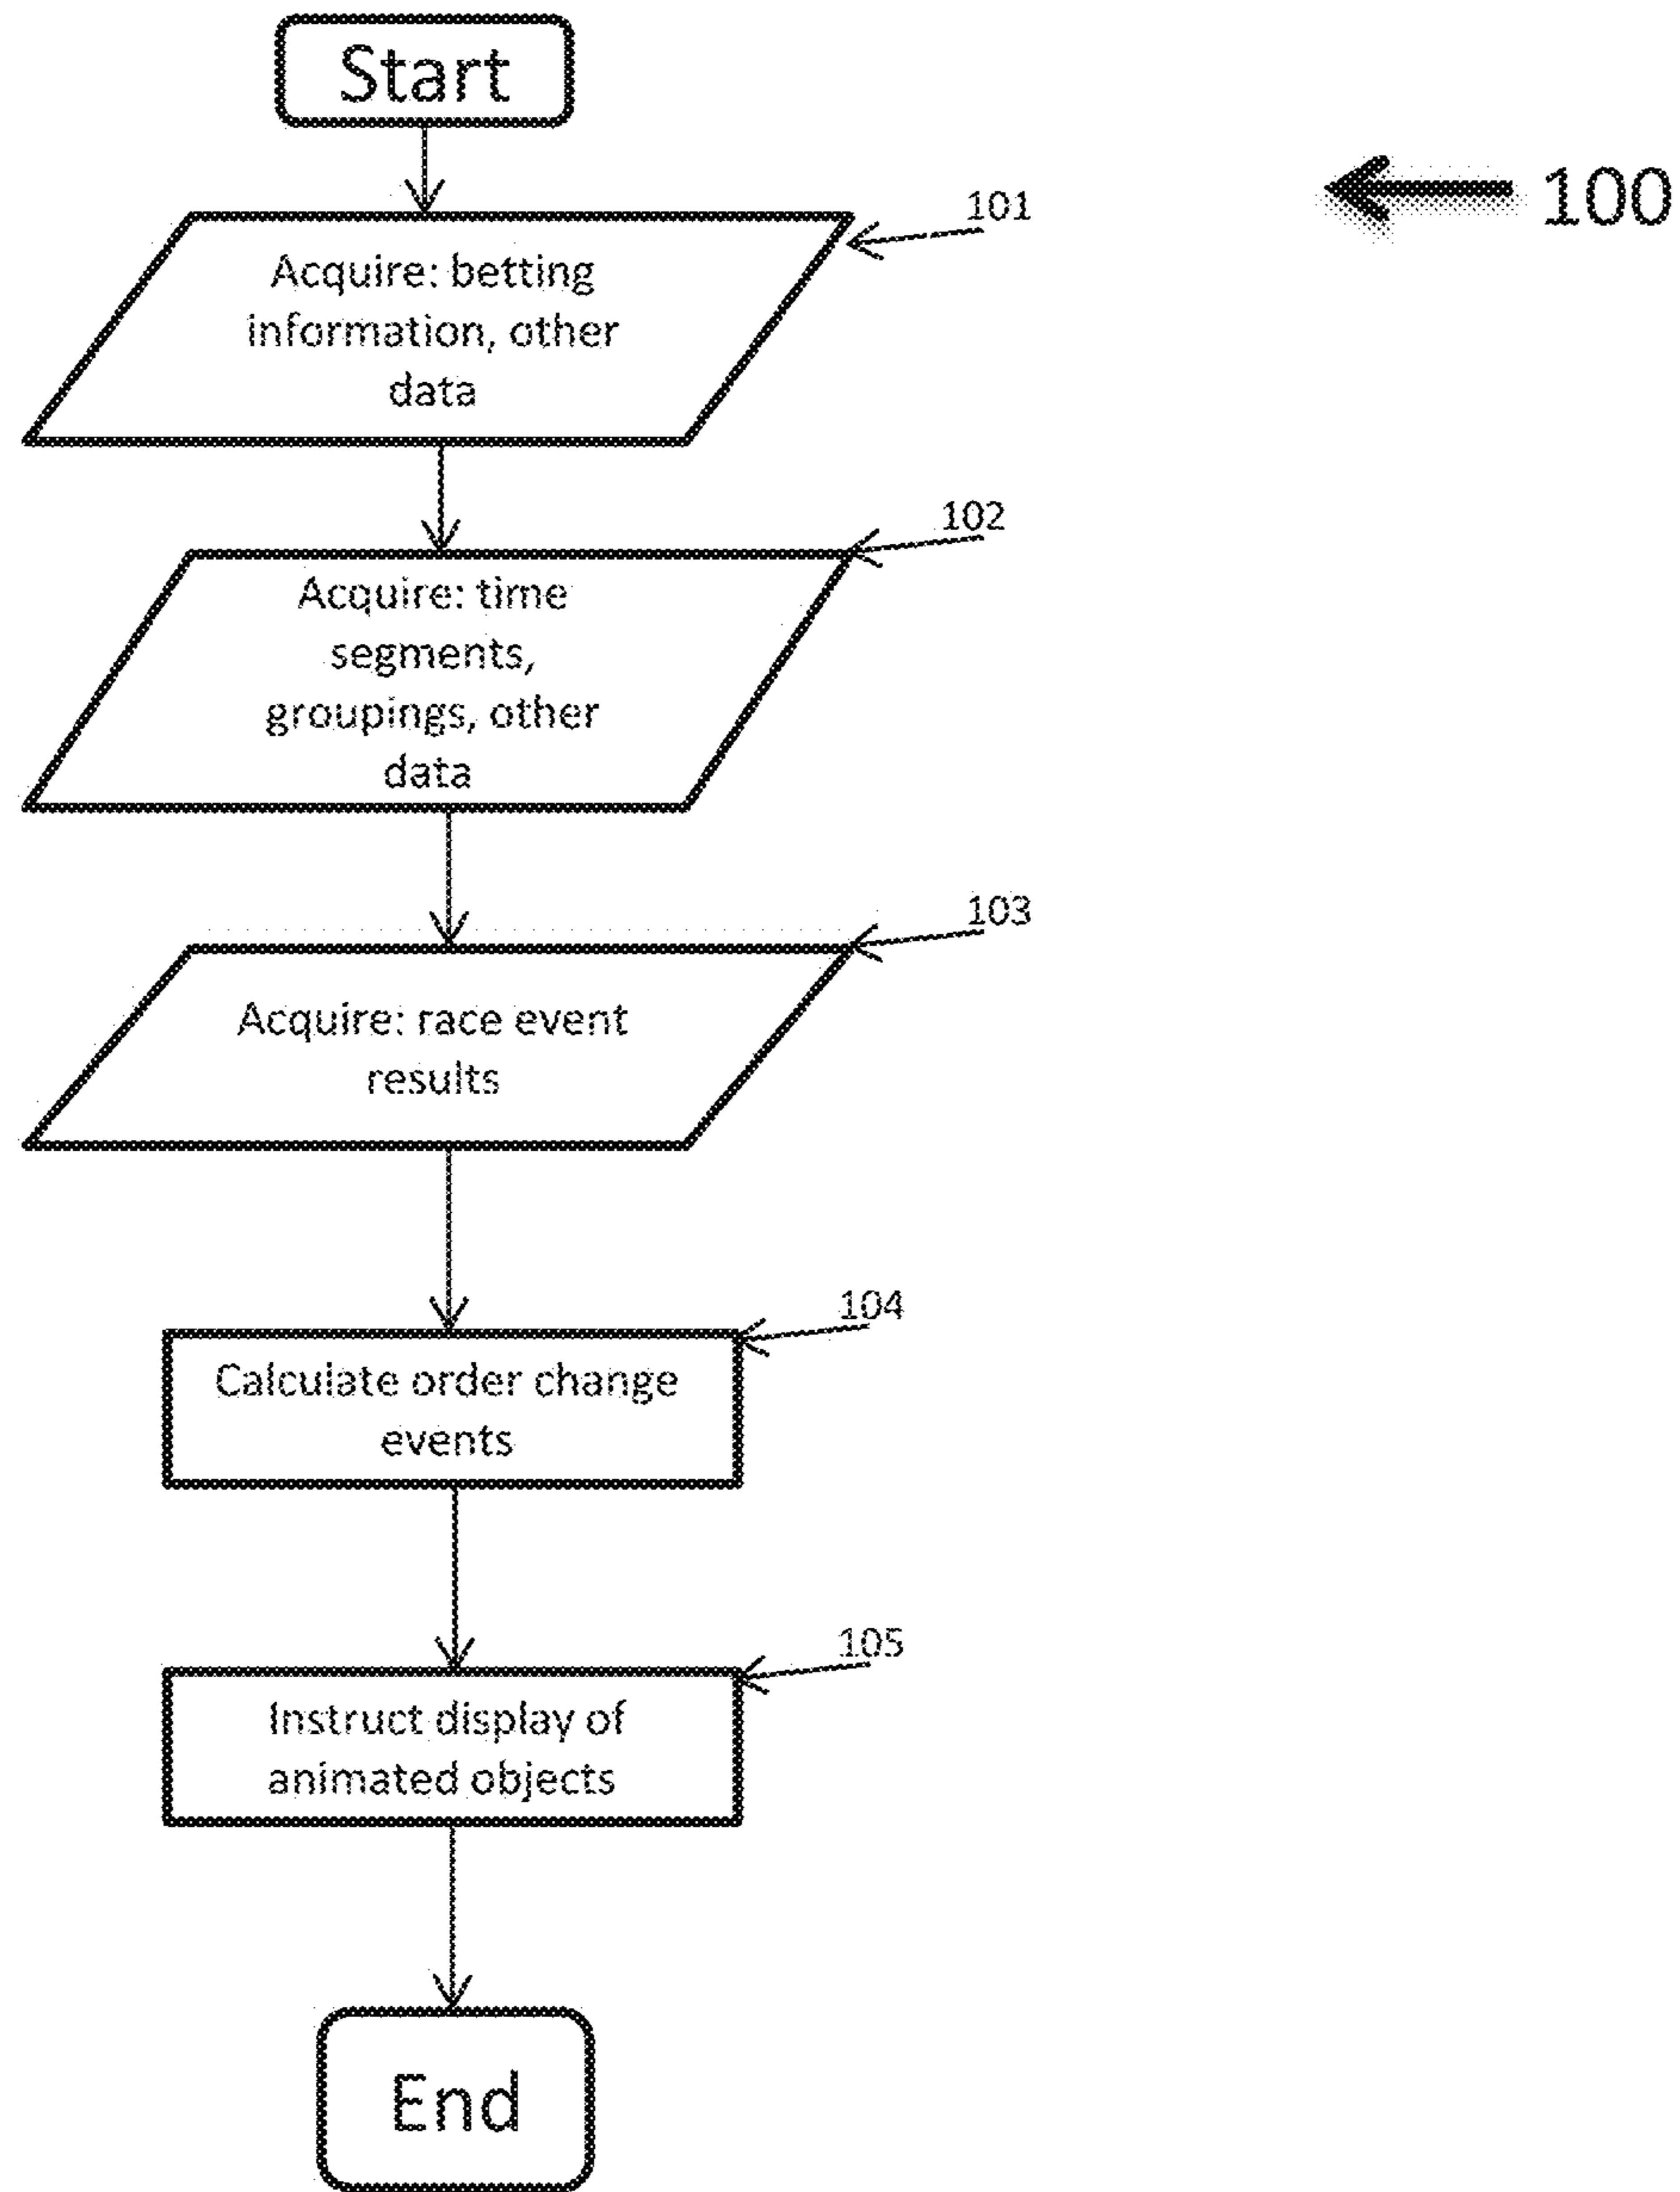 Start
100
101
Acquire: betting
information, other
data
102
Acquire: time
segments,
groupings, other
data
103
Acquire: race event
results
104
Calculate order change
events
105
Instruct display of
animated objects
End